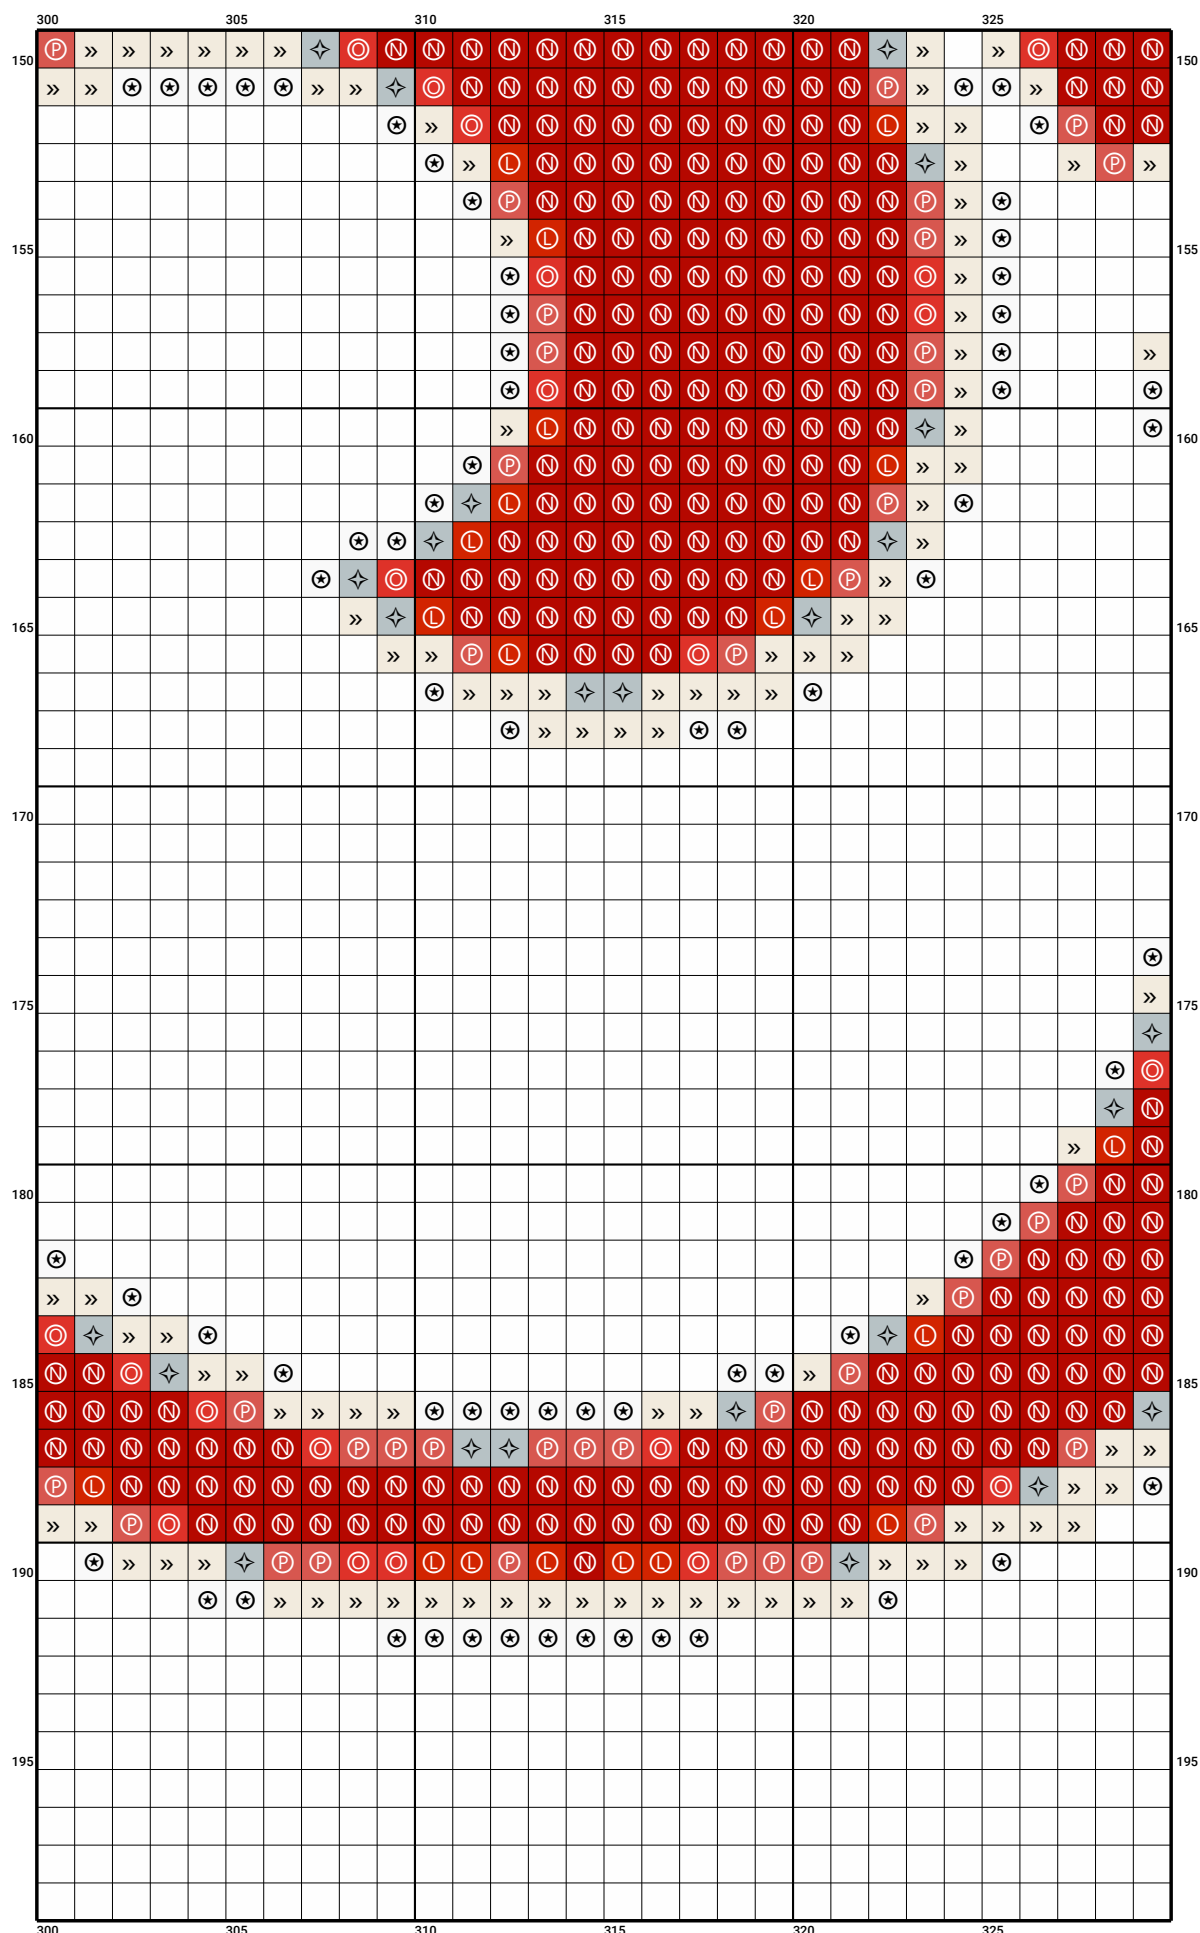 300 305 310 315 320 325
150 Ⓟ » » » » » » ✧ Ⓞ Ⓝ Ⓝ Ⓝ Ⓝ Ⓝ Ⓝ Ⓝ Ⓝ Ⓝ Ⓝ Ⓝ Ⓝ Ⓝ ✧ » » Ⓞ Ⓝ Ⓝ Ⓝ 150
» » ⍟ ⍟ ⍟ ⍟ ⍟ » » ✧ Ⓞ Ⓝ Ⓝ Ⓝ Ⓝ Ⓝ Ⓝ Ⓝ Ⓝ Ⓝ Ⓝ Ⓝ Ⓟ » ⍟ ⍟ » Ⓝ Ⓝ Ⓝ
⍟ » Ⓞ Ⓝ Ⓝ Ⓝ Ⓝ Ⓝ Ⓝ Ⓝ Ⓝ Ⓝ Ⓝ Ⓛ » » ⍟ Ⓟ Ⓝ Ⓝ
⍟ » Ⓛ Ⓝ Ⓝ Ⓝ Ⓝ Ⓝ Ⓝ Ⓝ Ⓝ Ⓝ Ⓝ ✧ » » Ⓟ »
⍟ Ⓟ Ⓝ Ⓝ Ⓝ Ⓝ Ⓝ Ⓝ Ⓝ Ⓝ Ⓝ Ⓝ Ⓟ » ⍟
155 » Ⓛ Ⓝ Ⓝ Ⓝ Ⓝ Ⓝ Ⓝ Ⓝ Ⓝ Ⓝ Ⓟ » ⍟ 155
⍟ Ⓞ Ⓝ Ⓝ Ⓝ Ⓝ Ⓝ Ⓝ Ⓝ Ⓝ Ⓝ Ⓞ » ⍟
⍟ Ⓟ Ⓝ Ⓝ Ⓝ Ⓝ Ⓝ Ⓝ Ⓝ Ⓝ Ⓝ Ⓞ » ⍟
⍟ Ⓟ Ⓝ Ⓝ Ⓝ Ⓝ Ⓝ Ⓝ Ⓝ Ⓝ Ⓝ Ⓟ » ⍟ »
⍟ Ⓞ Ⓝ Ⓝ Ⓝ Ⓝ Ⓝ Ⓝ Ⓝ Ⓝ Ⓝ Ⓟ » ⍟ ⍟
160 » Ⓛ Ⓝ Ⓝ Ⓝ Ⓝ Ⓝ Ⓝ Ⓝ Ⓝ Ⓝ ✧ » ⍟ 160
⍟ Ⓟ Ⓝ Ⓝ Ⓝ Ⓝ Ⓝ Ⓝ Ⓝ Ⓝ Ⓝ Ⓛ » »
⍟ ✧ Ⓛ Ⓝ Ⓝ Ⓝ Ⓝ Ⓝ Ⓝ Ⓝ Ⓝ Ⓝ Ⓟ » ⍟
⍟ ⍟ ✧ Ⓛ Ⓝ Ⓝ Ⓝ Ⓝ Ⓝ Ⓝ Ⓝ Ⓝ Ⓝ Ⓝ ✧ »
⍟ ✧ Ⓞ Ⓝ Ⓝ Ⓝ Ⓝ Ⓝ Ⓝ Ⓝ Ⓝ Ⓝ Ⓝ Ⓛ Ⓟ » ⍟
165 » ✧ Ⓛ Ⓝ Ⓝ Ⓝ Ⓝ Ⓝ Ⓝ Ⓝ Ⓝ Ⓛ ✧ » » 165
» » Ⓟ Ⓛ Ⓝ Ⓝ Ⓝ Ⓝ Ⓞ Ⓟ » » »
⍟ » » » ✧ ✧ » » » » ⍟
⍟ » » » » ⍟ ⍟
170 170
⍟
175 » 175
✧
⍟ Ⓞ
✧ Ⓝ
» Ⓛ Ⓝ
180 ⍟ Ⓟ Ⓝ Ⓝ 180
⍟ Ⓟ Ⓝ Ⓝ Ⓝ
⍟ ⍟ Ⓟ Ⓝ Ⓝ Ⓝ Ⓝ
» » ⍟ » Ⓟ Ⓝ Ⓝ Ⓝ Ⓝ Ⓝ
Ⓞ ✧ » » ⍟ ⍟ ✧ Ⓛ Ⓝ Ⓝ Ⓝ Ⓝ Ⓝ Ⓝ
185 Ⓝ Ⓝ Ⓞ ✧ » » ⍟ ⍟ ⍟ » Ⓟ Ⓝ Ⓝ Ⓝ Ⓝ Ⓝ Ⓝ Ⓝ Ⓝ 185
Ⓝ Ⓝ Ⓝ Ⓝ Ⓞ Ⓟ » » » » ⍟ ⍟ ⍟ ⍟ ⍟ ⍟ » » ✧ Ⓟ Ⓝ Ⓝ Ⓝ Ⓝ Ⓝ Ⓝ Ⓝ Ⓝ Ⓝ ✧
Ⓝ Ⓝ Ⓝ Ⓝ Ⓝ Ⓝ Ⓝ Ⓞ Ⓟ Ⓟ Ⓟ ✧ ✧ Ⓟ Ⓟ Ⓟ Ⓞ Ⓝ Ⓝ Ⓝ Ⓝ Ⓝ Ⓝ Ⓝ Ⓝ Ⓝ Ⓝ Ⓟ » »
Ⓟ Ⓛ Ⓝ Ⓝ Ⓝ Ⓝ Ⓝ Ⓝ Ⓝ Ⓝ Ⓝ Ⓝ Ⓝ Ⓝ Ⓝ Ⓝ Ⓝ Ⓝ Ⓝ Ⓝ Ⓝ Ⓝ Ⓝ Ⓝ Ⓝ Ⓞ ✧ » » ⍟
» » Ⓟ Ⓞ Ⓝ Ⓝ Ⓝ Ⓝ Ⓝ Ⓝ Ⓝ Ⓝ Ⓝ Ⓝ Ⓝ Ⓝ Ⓝ Ⓝ Ⓝ Ⓝ Ⓝ Ⓝ Ⓛ Ⓟ » » » »
190 ⍟ » » » ✧ Ⓟ Ⓟ Ⓞ Ⓞ Ⓛ Ⓛ Ⓟ Ⓛ Ⓝ Ⓛ Ⓛ Ⓞ Ⓟ Ⓟ Ⓟ ✧ » » » ⍟ 190
⍟ ⍟ » » » » » » » » » » » » » » » » ⍟
⍟ ⍟ ⍟ ⍟ ⍟ ⍟ ⍟ ⍟ ⍟
195 195
300 305 310 315 320 325